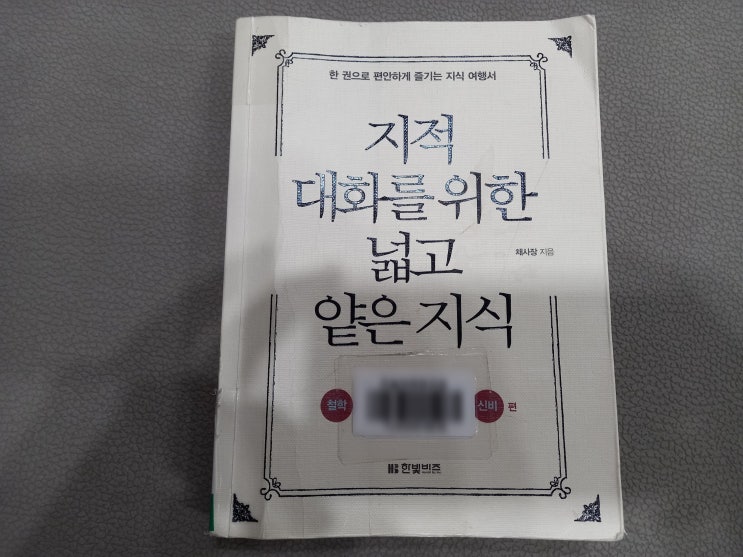 한 권으로 편안하게 즐기는 지식 여행서
지적
대화를 위한
넓고
얕은 지식
채사장 지음
철학 신비 편
HB 한빛비즈